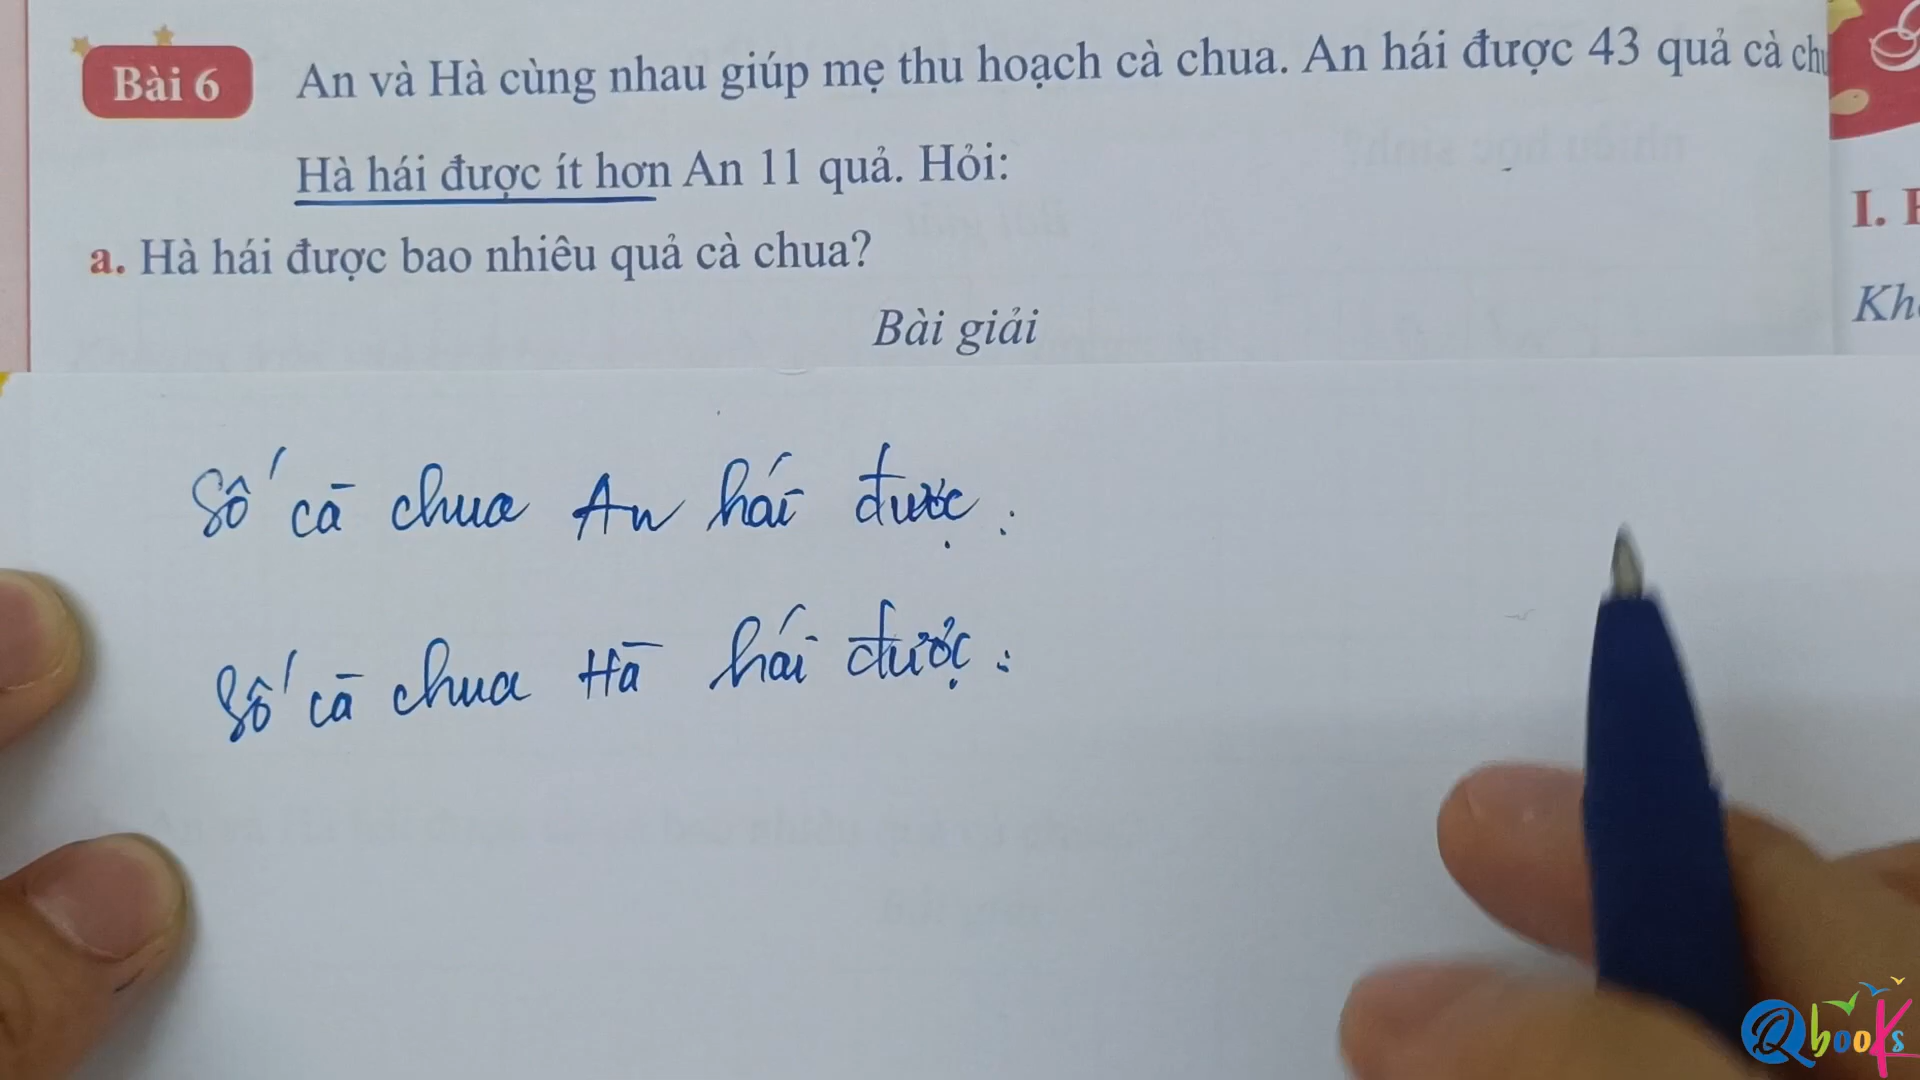 Bài 6 An và Hà cùng nhau giúp mẹ thu hoạch cà chua. An hái được 43 quả cà
Hà hái được ít hơn An 11 quả. Hỏi:
I.
a. Hà hái được bao nhiêu quả cà chua?
Bài giải
Số cà chua An hái được:
Số cà chua Hà hái được:
Qbooks